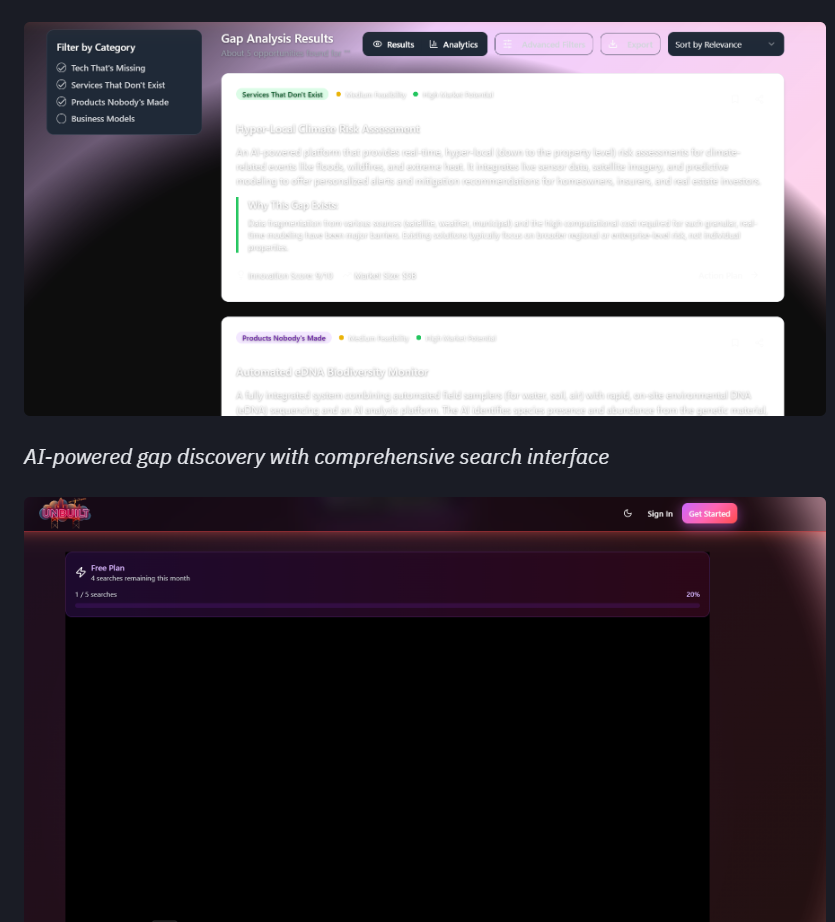 Filter by Category
Tech That's Missing
Services That Don't Exist
Products Nobody's Made
Business Models
Gap Analysis Results
About 5 opportunities found for ""
Results
Analytics
Advanced Filters
Export
Sort by Relevance
Services That Don't Exist
Medium Feasibility
High Market Potential
Hyper-Local Climate Risk Assessment
An AI-powered platform that provides real-time, hyper-local (down to the property level) risk assessments for climate-
related events like floods, wildfires, and extreme heat. It integrates live sensor data, satellite imagery, and predictive
modeling to offer personalized alerts and mitigation recommendations for homeowners, insurers, and real estate investors.
Why This Gap Exists:
Data fragmentation from various sources (satellite, weather, municipal) and the high computational cost required for such granular, real-
time modeling have been major barriers. Existing solutions typically focus on broader regional or enterprise-level risk, not individual
properties.
Innovation Score: 9/10
Market Size: $5B
Products Nobody's Made
Medium Feasibility
High Market Potential
Automated eDNA Biodiversity Monitor
A fully integrated system combining automated field samplers (for water, soil, air) with rapid, on-site environmental DNA
(eDNA) sequencing and an AI analysis platform. The AI identifies species presence and abundance from the genetic material,
AI-powered gap discovery with comprehensive search interface
UNBUILT
Sign In
Get Started
Free Plan
4 searches remaining this month
1 / 5 searches
20%